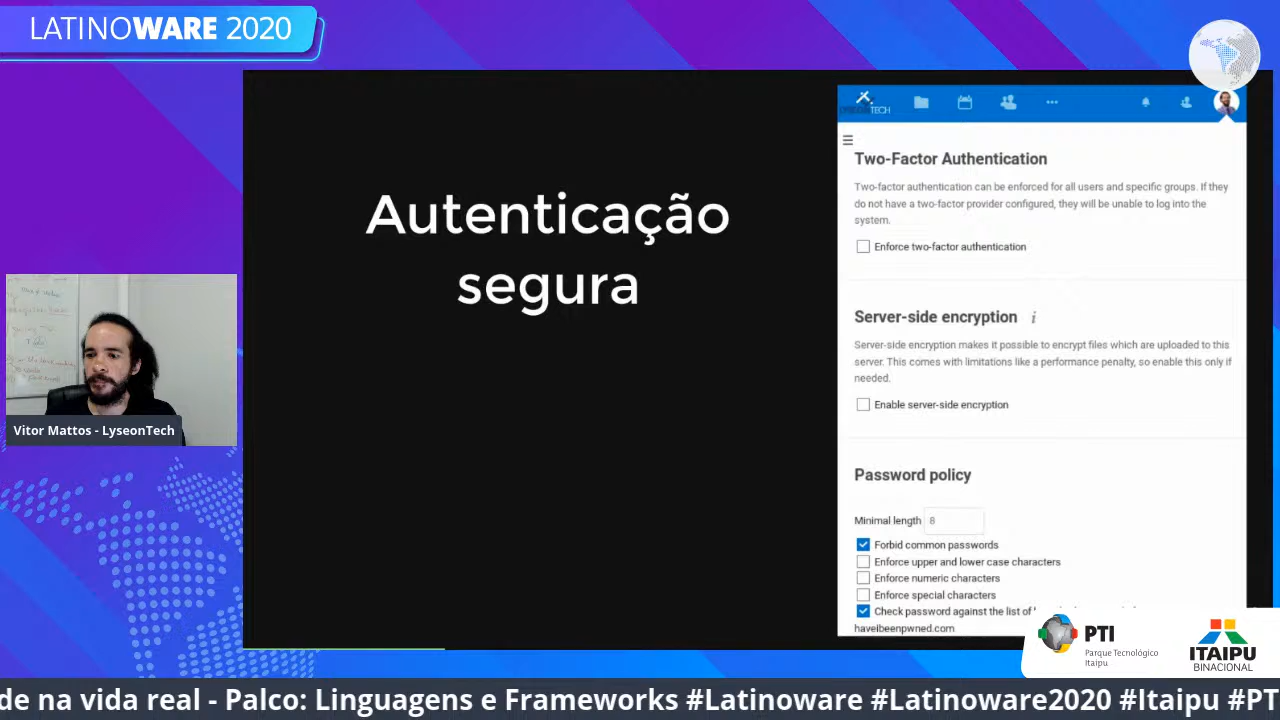 LATINOWARE 2020
Autenticação
segura
TECH
Two-Factor Authentication
Two-factor authentication can be enforced for all users and specific groups. If they
do not have a two-factor provider configured, they will be unable to log into the
system.
Enforce two-factor authentication
Server-side encryption i
Server-side encryption makes it possible to encrypt files which are uploaded to this
server. This comes with limitations like a performance penalty, so enable this only if
needed.
Enable server-side encryption
Password policy
Minimal length 8
Forbid common passwords
Enforce upper and lower case characters
Enforce numeric characters
Enforce special characters
Check password against the list of
haveibeenpwned.com
Vitor Mattos - LyseonTech
PTI
Parque Tecnológico
Itaipu
ITAIPU
BINACIONAL
de na vida real - Palco: Linguagens e Frameworks #Latinoware #Latinoware2020 #Itaipu #PT